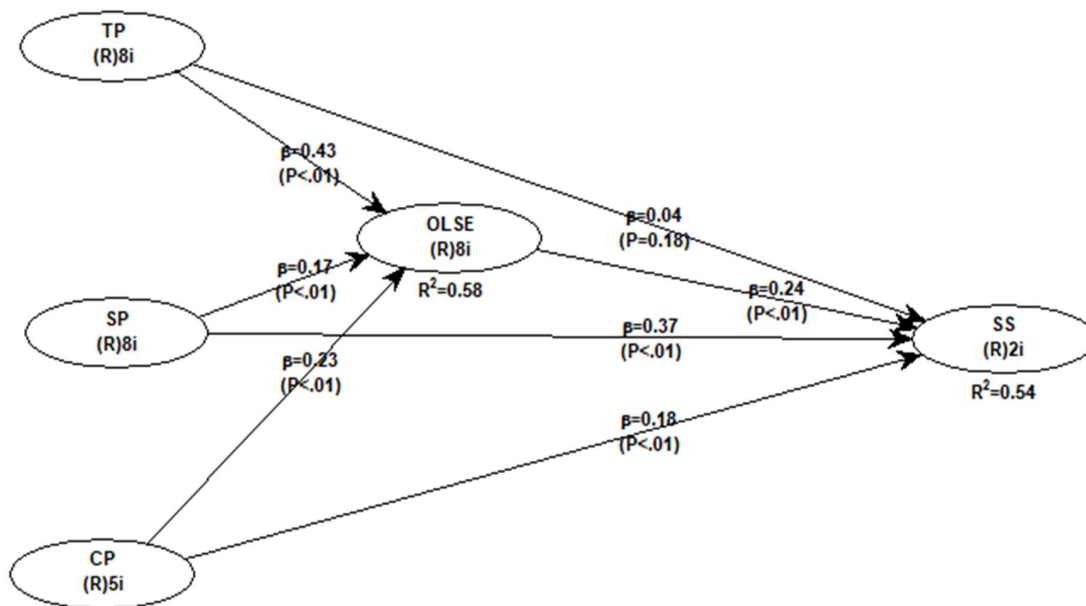 TP
(R)8i
β=0.43
(P<.01)
β=0.04
(P=0.18)
OLSE
(R)8i
R²=0.58
β=0.17
(P<.01)
β=0.24
(P<.01)
SP
(R)8i
β=0.37
(P<.01)
SS
(R)2i
R²=0.54
β=0.23
(P<.01)
β=0.18
(P<.01)
CP
(R)5i